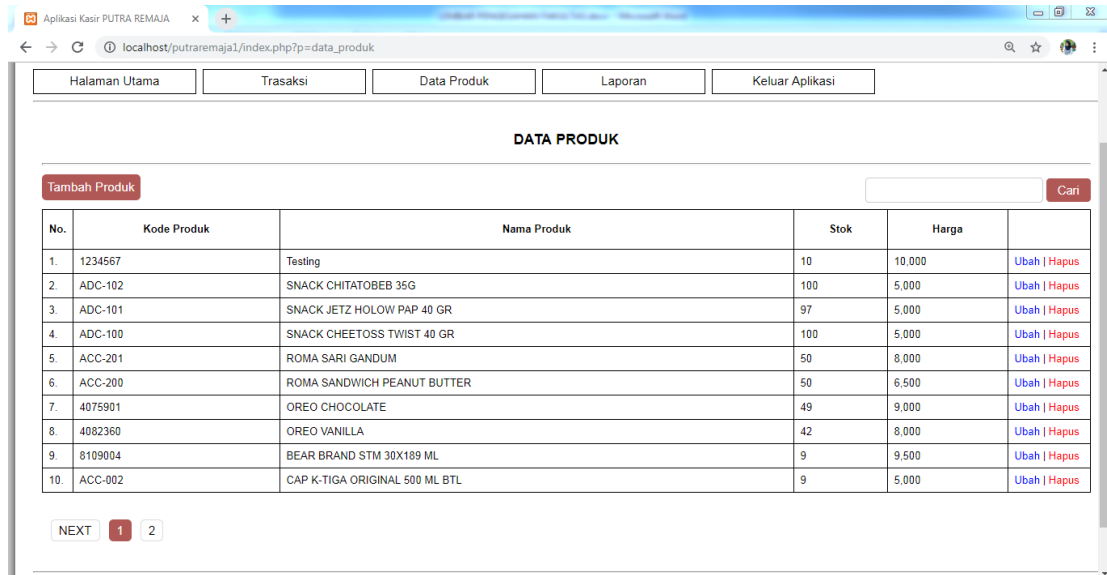 Aplikasi Kasir PUTRA REMAJA
localhost/putraremaja1/index.php?p=data_produk
Halaman Utama Trasaksi Data Produk Laporan Keluar Aplikasi
DATA PRODUK
Tambah Produk Cari
No. Kode Produk Nama Produk Stok Harga
1. 1234567 Testing 10 10,000 Ubah | Hapus
2. ADC-102 SNACK CHITATOBEB 35G 100 5,000 Ubah | Hapus
3. ADC-101 SNACK JETZ HOLOW PAP 40 GR 97 5,000 Ubah | Hapus
4. ADC-100 SNACK CHEETOSS TWIST 40 GR 100 5,000 Ubah | Hapus
5. ACC-201 ROMA SARI GANDUM 50 8,000 Ubah | Hapus
6. ACC-200 ROMA SANDWICH PEANUT BUTTER 50 6,500 Ubah | Hapus
7. 4075901 OREO CHOCOLATE 49 9,000 Ubah | Hapus
8. 4082360 OREO VANILLA 42 8,000 Ubah | Hapus
9. 8109004 BEAR BRAND STM 30X189 ML 9 9,500 Ubah | Hapus
10. ACC-002 CAP K-TIGA ORIGINAL 500 ML BTL 9 5,000 Ubah | Hapus
NEXT 1 2